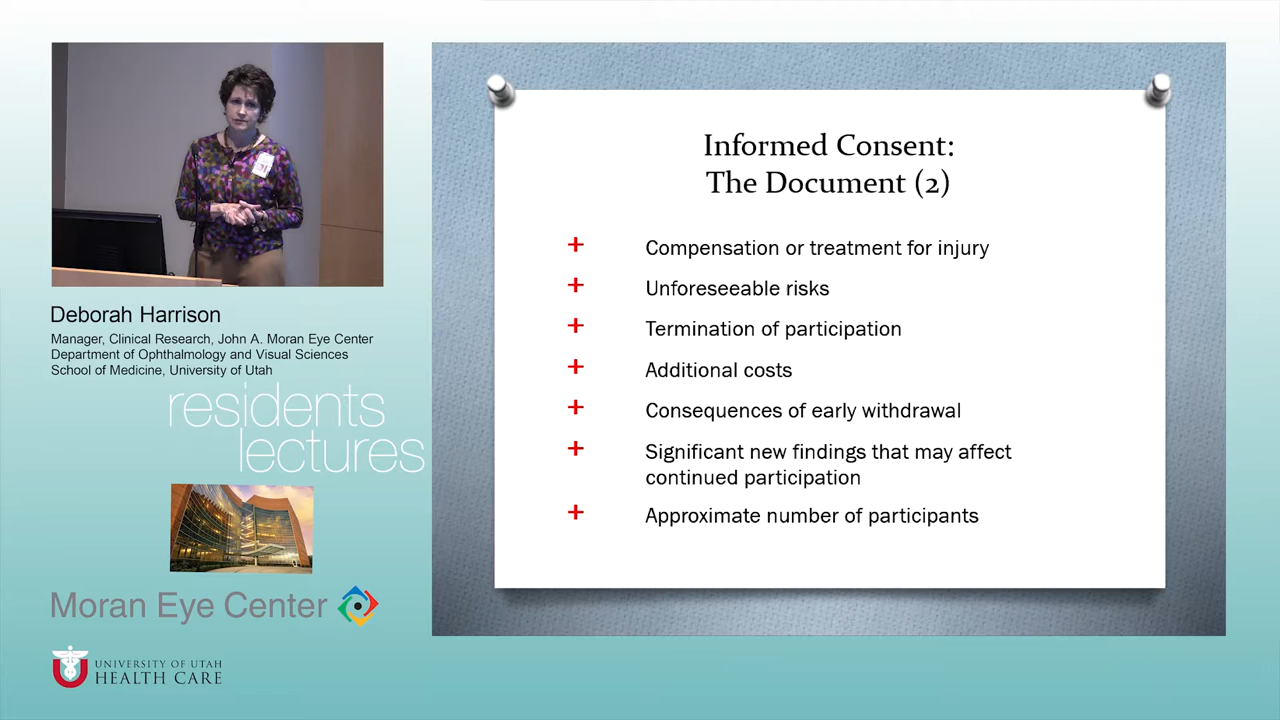 Deborah Harrison
Manager, Clinical Research, John A. Moran Eye Center
Department of Ophthalmology and Visual Sciences
School of Medicine, University of Utah
residents
lectures
Moran Eye Center
UNIVERSITY OF UTAH
HEALTH CARE
Informed Consent:
The Document (2)
+ Compensation or treatment for injury
+ Unforeseeable risks
+ Termination of participation
+ Additional costs
+ Consequences of early withdrawal
+ Significant new findings that may affect
continued participation
+ Approximate number of participants